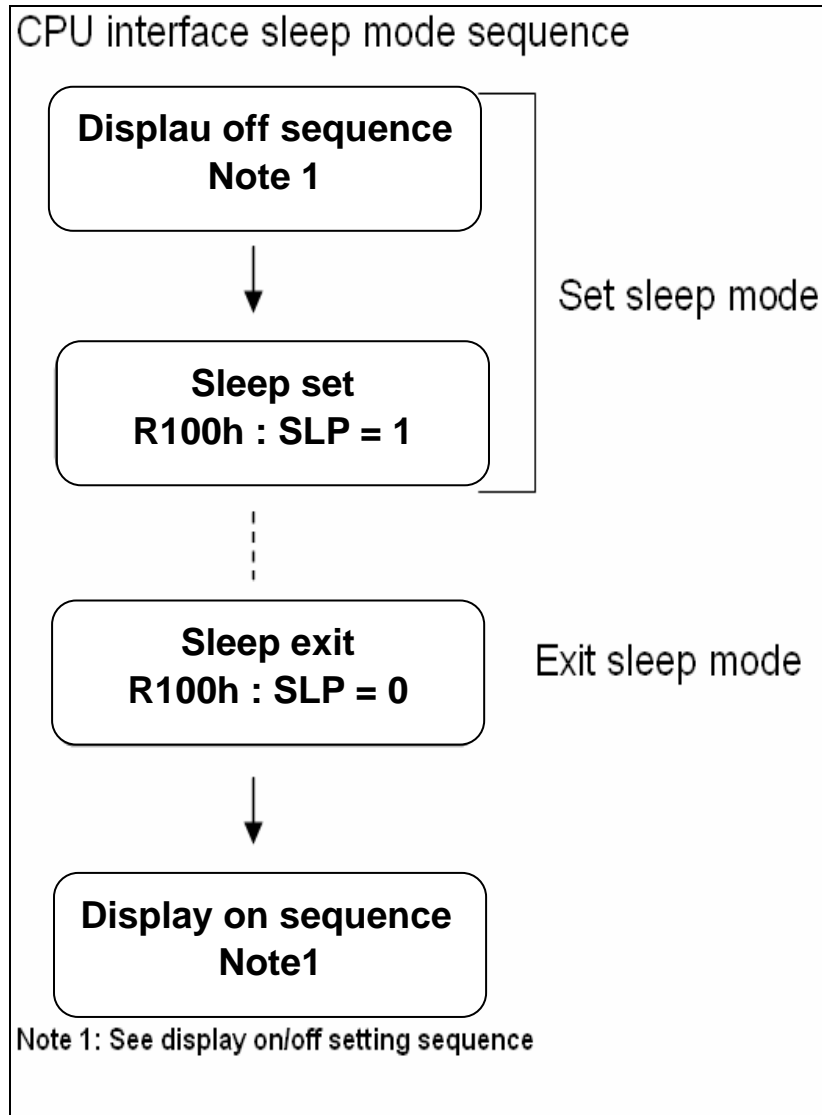 CPU interface sleep mode sequence
Displau off sequence
Note 1
Set sleep mode
Sleep set
R100h : SLP = 1
Sleep exit
R100h : SLP = 0
Exit sleep mode
Display on sequence
Note1
Note 1: See display on/off setting sequence